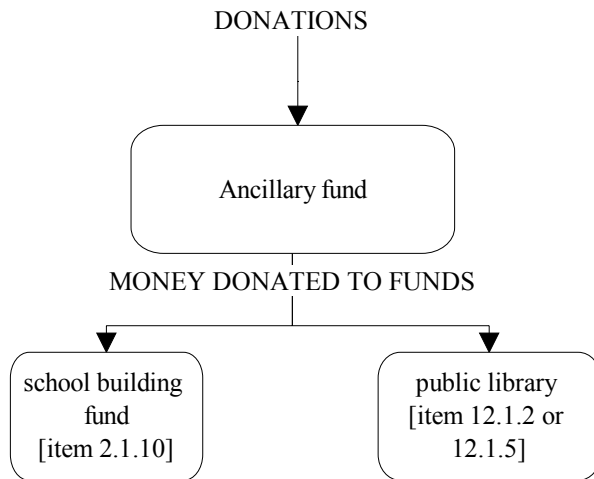 DONATIONS
Ancillary fund
MONEY DONATED TO FUNDS
school building
fund
[item 2.1.10]
public library
[item 12.1.2 or
12.1.5]